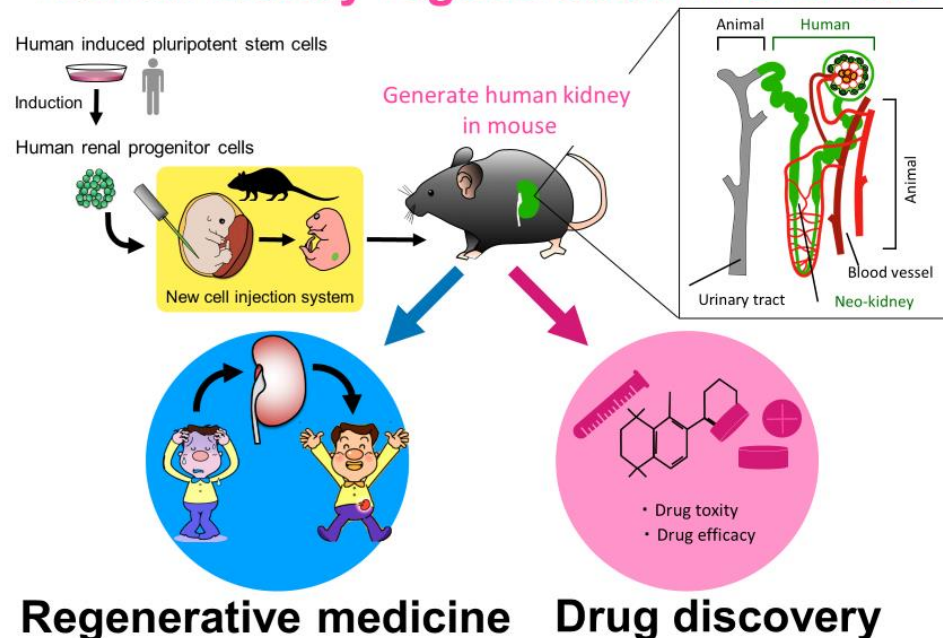 Human induced pluripotent stem cells
Induction
Human renal progenitor cells
New cell injection system
Generate human kidney
in mouse
Animal
Human
Animal
Blood vessel
Urinary tract
Neo-kidney
・ Drug toxity
・ Drug efficacy
Regenerative medicine
Drug discovery